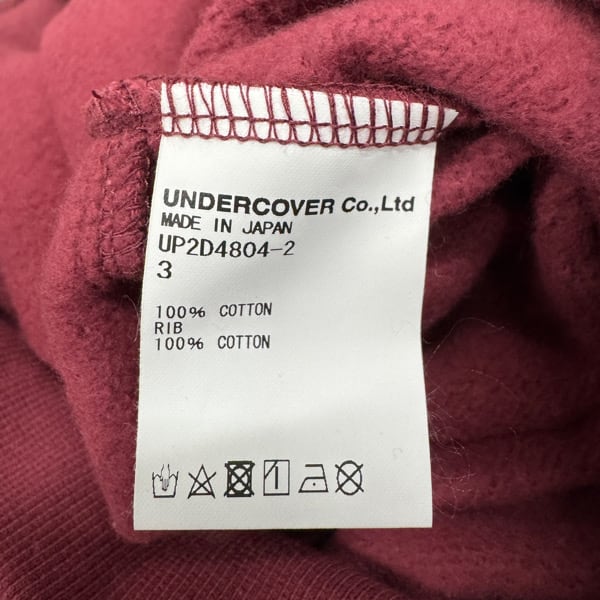 UNDERCOVER Co.,Ltd
MADE IN JAPAN
UP2D4804-2
3
100% COTTON
RIB
100% COTTON